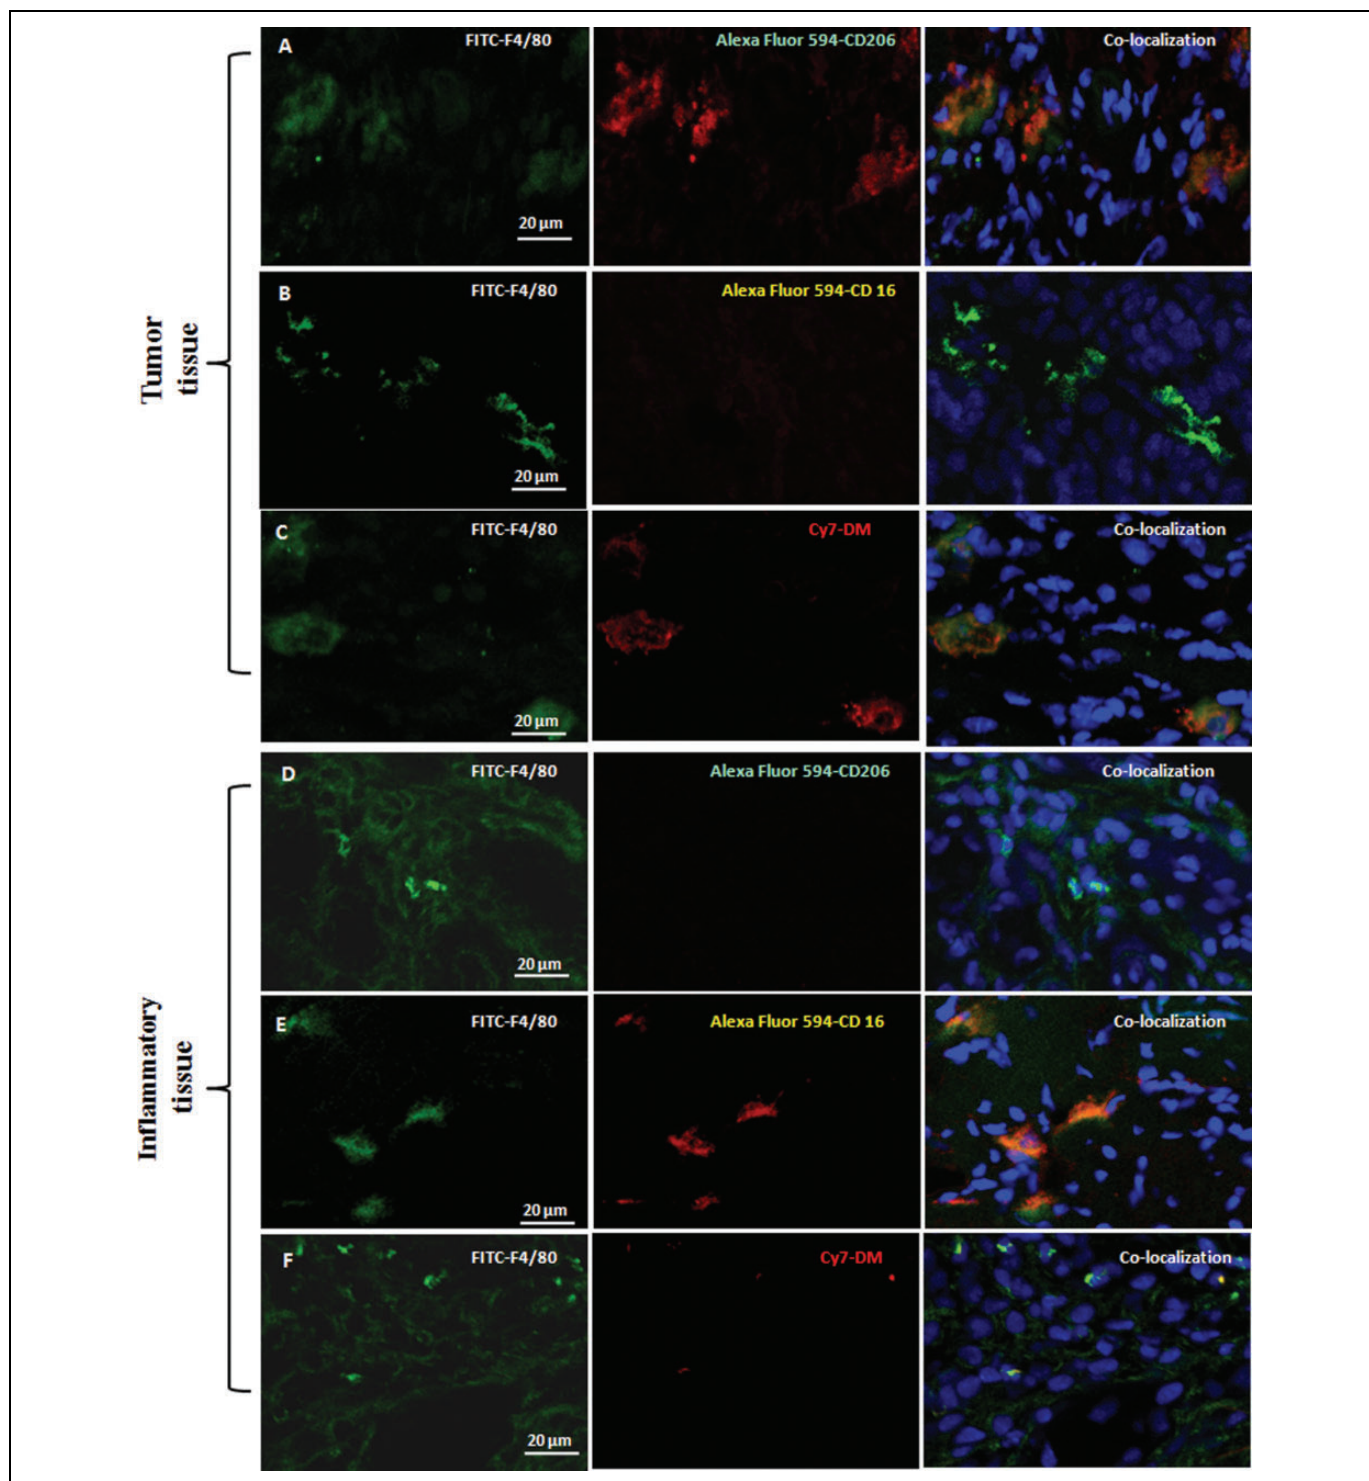 Tumor
tissue
A FITC-F4/80 Alexa Fluor 594-CD206 Co-localization
20 µm
B FITC-F4/80 Alexa Fluor 594-CD 16
20 µm
C FITC-F4/80 Cy7-DM Co-localization
20 µm
Inflammatory
tissue
D FITC-F4/80 Alexa Fluor 594-CD206 Co-localization
20 µm
E FITC-F4/80 Alexa Fluor 594-CD 16 Co-localization
20 µm
F FITC-F4/80 Cy7-DM Co-localization
20 µm